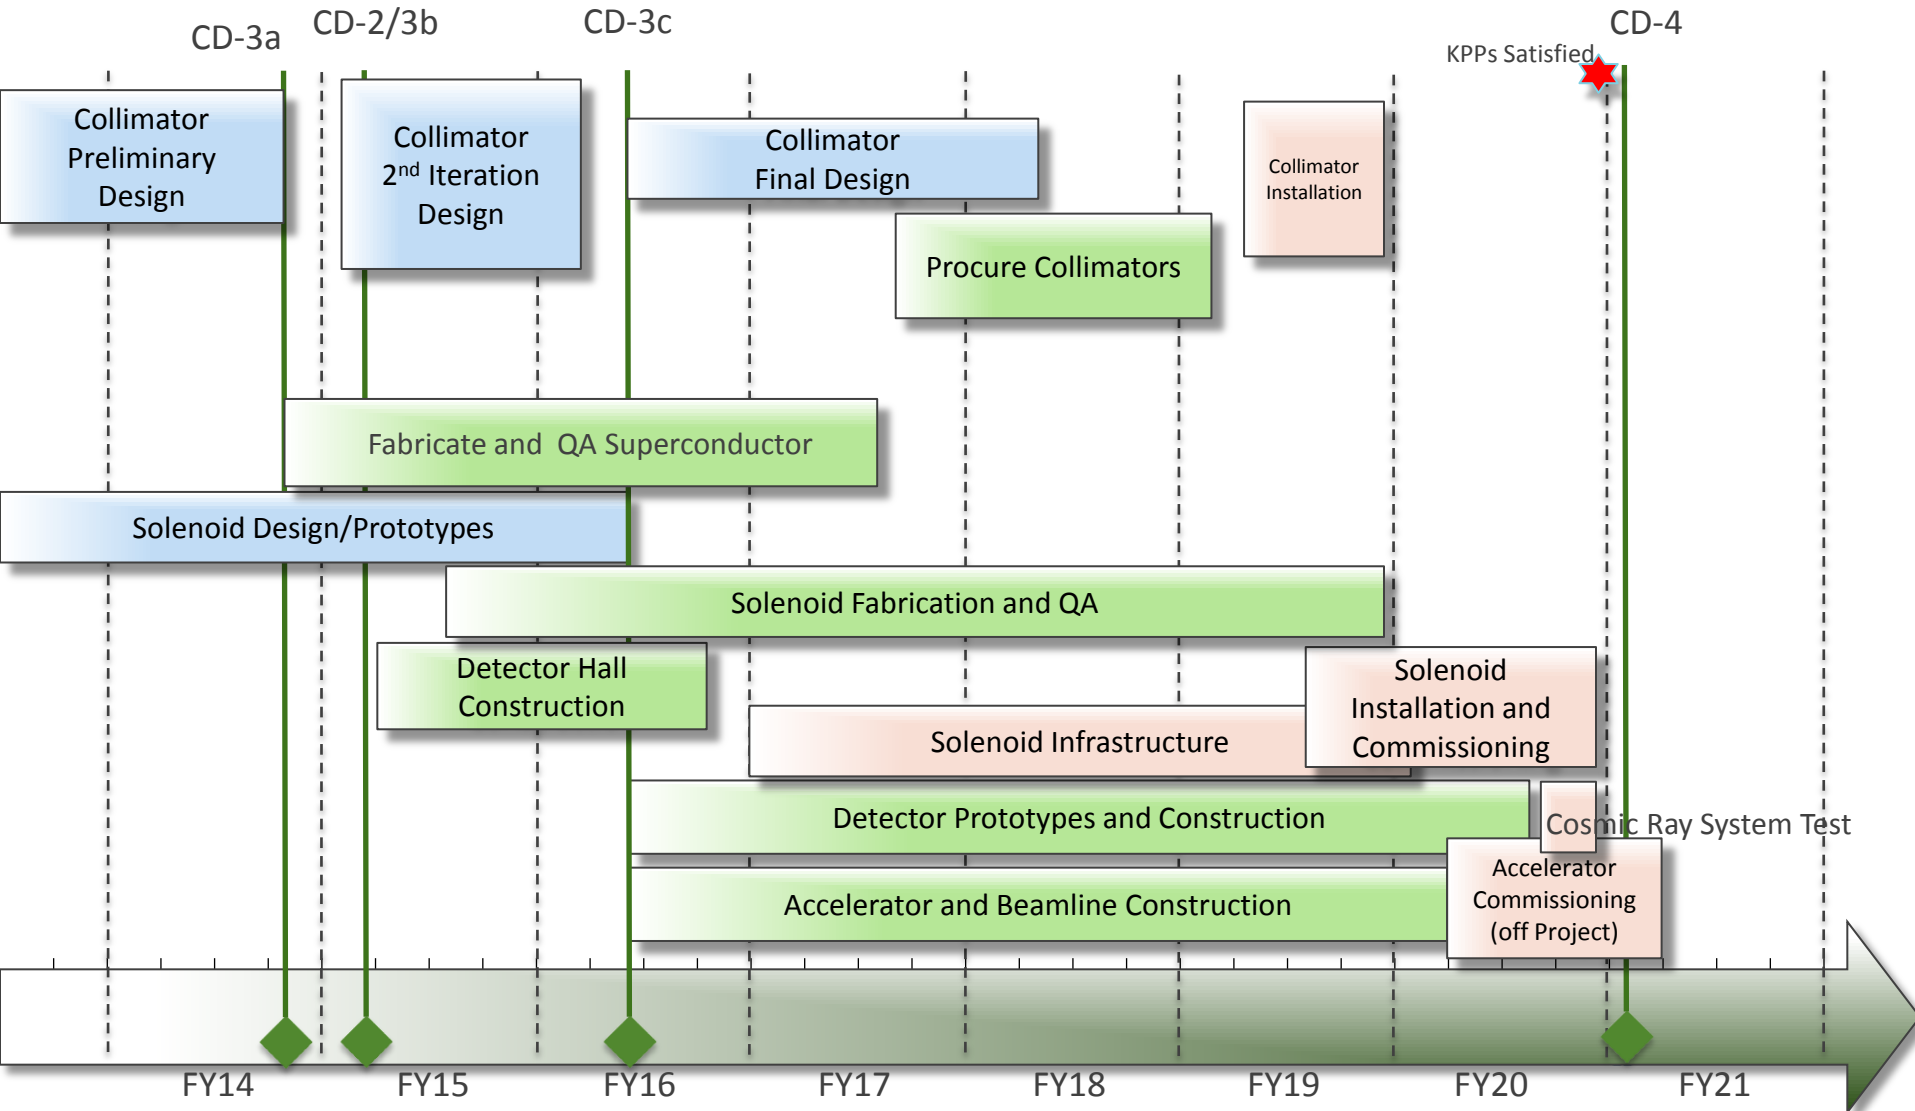 CD-3a
CD-2/3b
CD-3c
CD-4
KPPs Satisfied
Collimator
Preliminary
Design
Collimator
2nd Iteration
Design
Collimator
Final Design
Collimator
Installation
Procure Collimators
Fabricate and QA Superconductor
Solenoid Design/Prototypes
Solenoid Fabrication and QA
Detector Hall
Construction
Solenoid
Installation and
Commissioning
Solenoid Infrastructure
Detector Prototypes and Construction
Cosmic Ray System Test
Accelerator and Beamline Construction
Accelerator
Commissioning
(off Project)
FY14
FY15
FY16
FY17
FY18
FY19
FY20
FY21